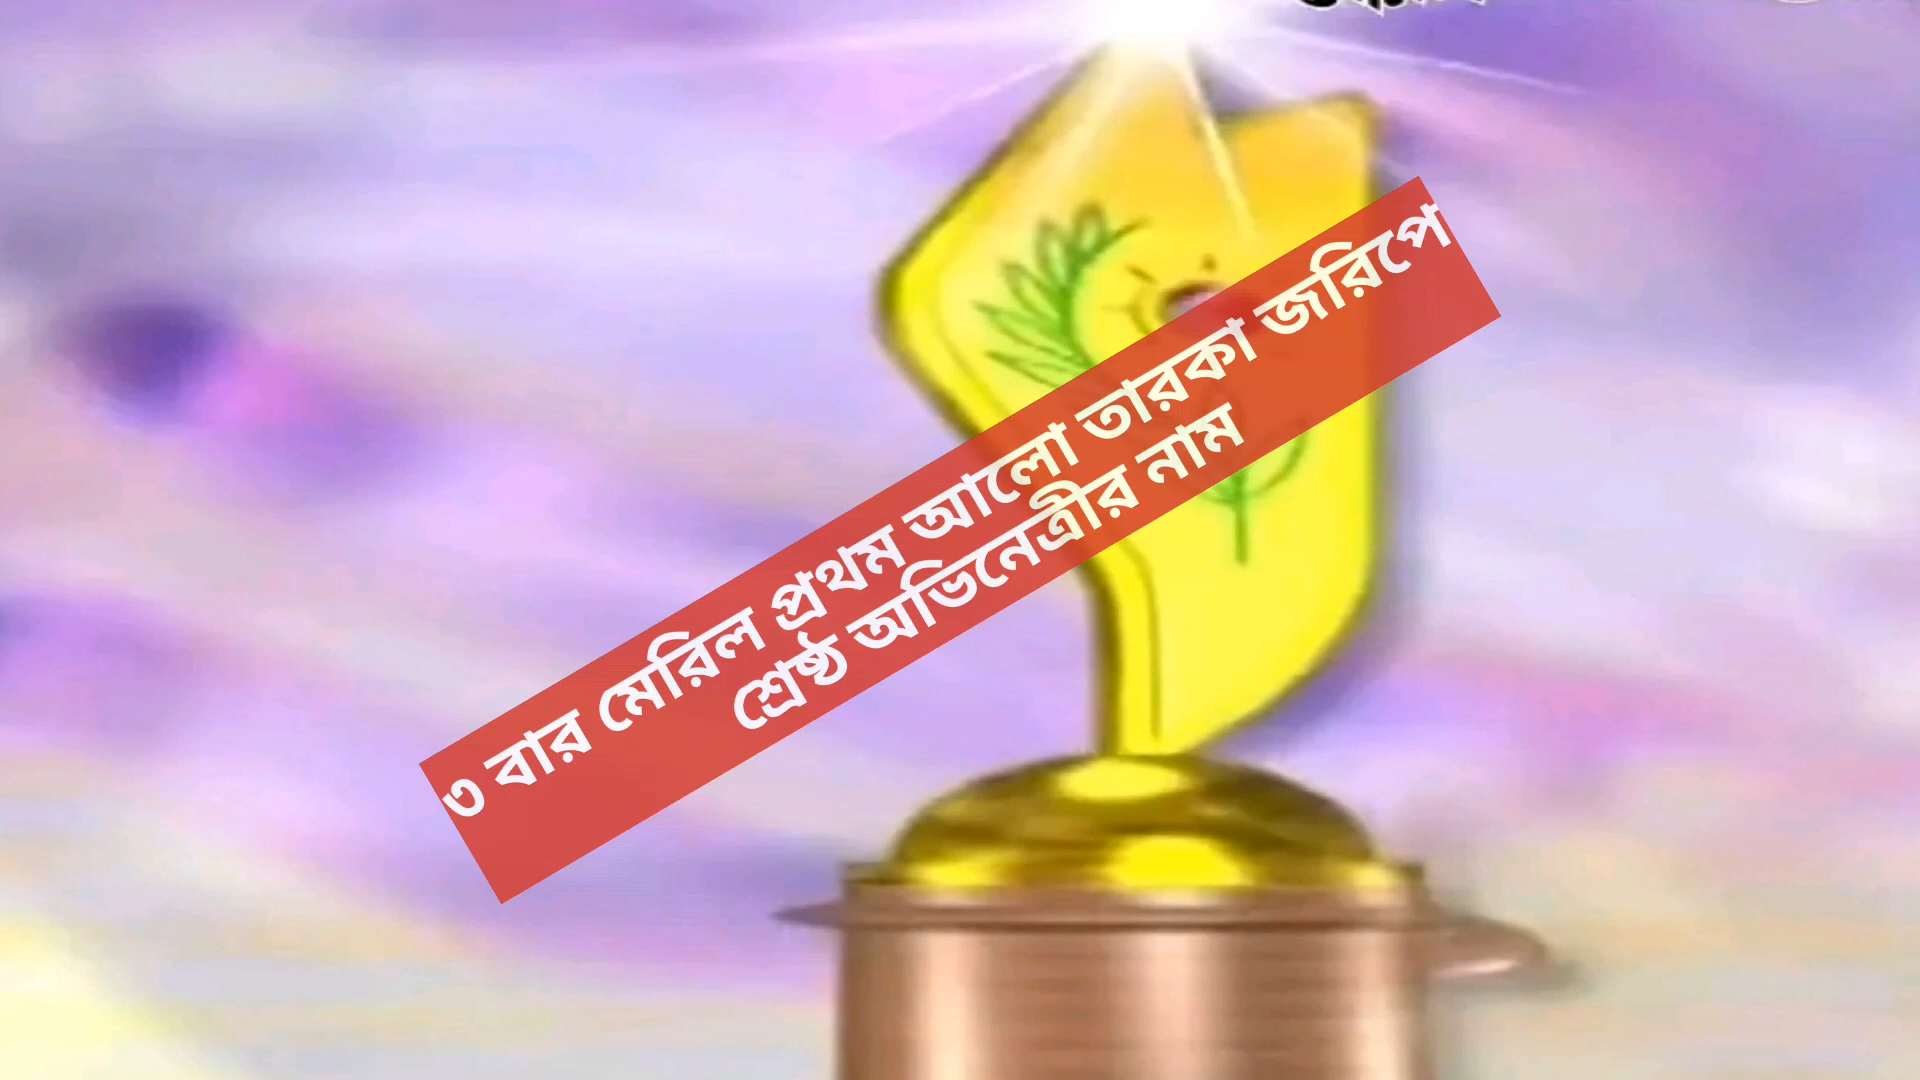 ৩ বার মেরিল প্রথম আলো তারকা জরিপে
শ্রেষ্ঠ অভিনেত্রীর নাম